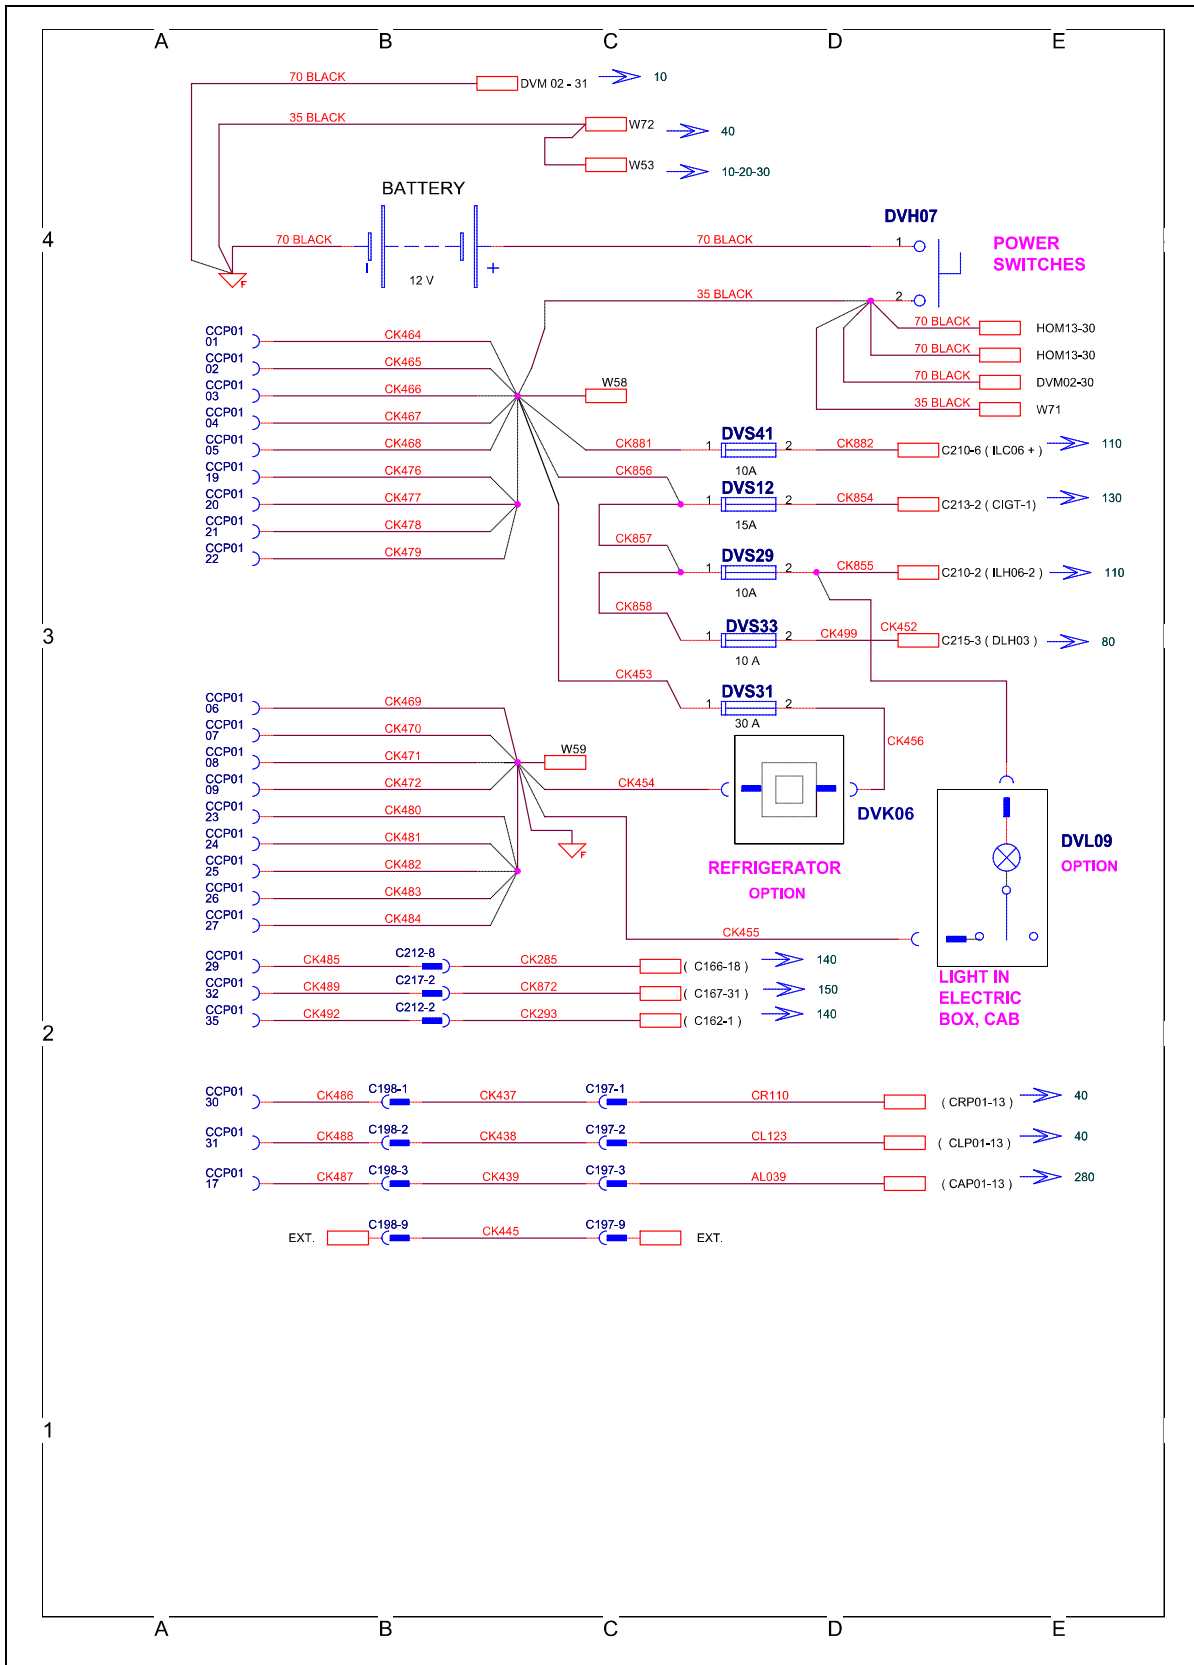 A B C D E
70 BLACK DVM 02 - 31 10
35 BLACK W72 40
W53 10-20-30
BATTERY
DVH07
4
70 BLACK 70 BLACK 1
POWER
SWITCHES
- 12 V +
F
35 BLACK 2
70 BLACK HOM13-30
70 BLACK HOM13-30
70 BLACK DVM02-30
35 BLACK W71
CCP01
01 CK464
CCP01
02 CK465
CCP01
03 CK466 W58
CCP01
04 CK467
CCP01
05 CK468
CCP01
19 CK476
CCP01
20 CK477
CCP01
21 CK478
CCP01
22 CK479
CK881 1 DVS41 2 CK882 C210-6 ( ILC06 + ) 110
10A
CK856 1 DVS12 2 CK854 C213-2 ( CIGT-1) 130
15A
CK857 1 DVS29 2 CK855 C210-2 ( ILH06-2 ) 110
10A
3
CK858 1 DVS33 2 CK499 CK452 C215-3 ( DLH03 ) 80
10 A
CK453 1 DVS31 2
30 A
CCP01
06 CK469
CCP01
07 CK470
CCP01
08 CK471 W59
CCP01
09 CK472
CCP01
23 CK480
CCP01
24 CK481
CCP01
25 CK482
CCP01
26 CK483
CCP01
27 CK484
CK456
CK454
DVK06
F
REFRIGERATOR
OPTION
DVL09
OPTION
CK455
LIGHT IN
ELECTRIC
BOX, CAB
CCP01
29 CK485 C212-8 CK285 ( C166-18 ) 140
CCP01
32 CK489 C217-2 CK872 ( C167-31 ) 150
CCP01
35 CK492 C212-2 CK293 ( C162-1 ) 140
2
CCP01
30 CK486 C198-1 CK437 C197-1 CR110 ( CRP01-13 ) 40
CCP01
31 CK488 C198-2 CK438 C197-2 CL123 ( CLP01-13 ) 40
CCP01
17 CK487 C198-3 CK439 C197-3 AL039 ( CAP01-13 ) 280
EXT. C198-9 CK445 C197-9 EXT.
1
A B C D E